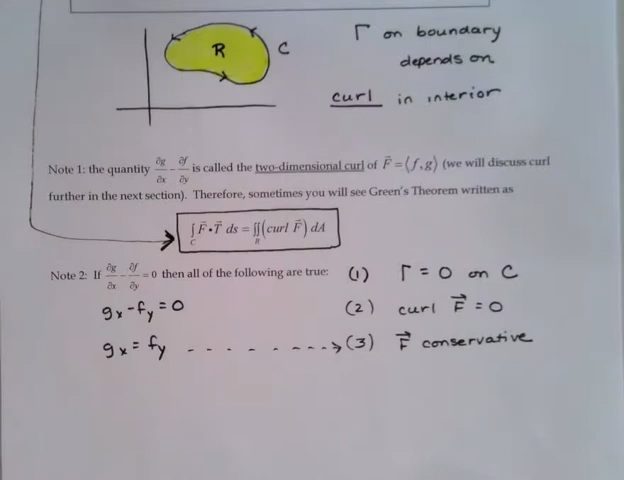 R
C
Γ on boundary
depends on
curl in interior
Note 1: the quantity ∂g/∂x - ∂f/∂y is called the two-dimensional curl of F⃗ = ⟨f, g⟩ (we will discuss curl
further in the next section). Therefore, sometimes you will see Green's Theorem written as
∫_C F⃗ • T⃗ ds = ∬_R (curl F⃗) dA
Note 2: If ∂g/∂x - ∂f/∂y = 0 then all of the following are true: (1) Γ = 0 on C
gx - fy = 0 (2) curl F⃗ = 0
gx = fy - - - - - - - - → (3) F⃗ conservative